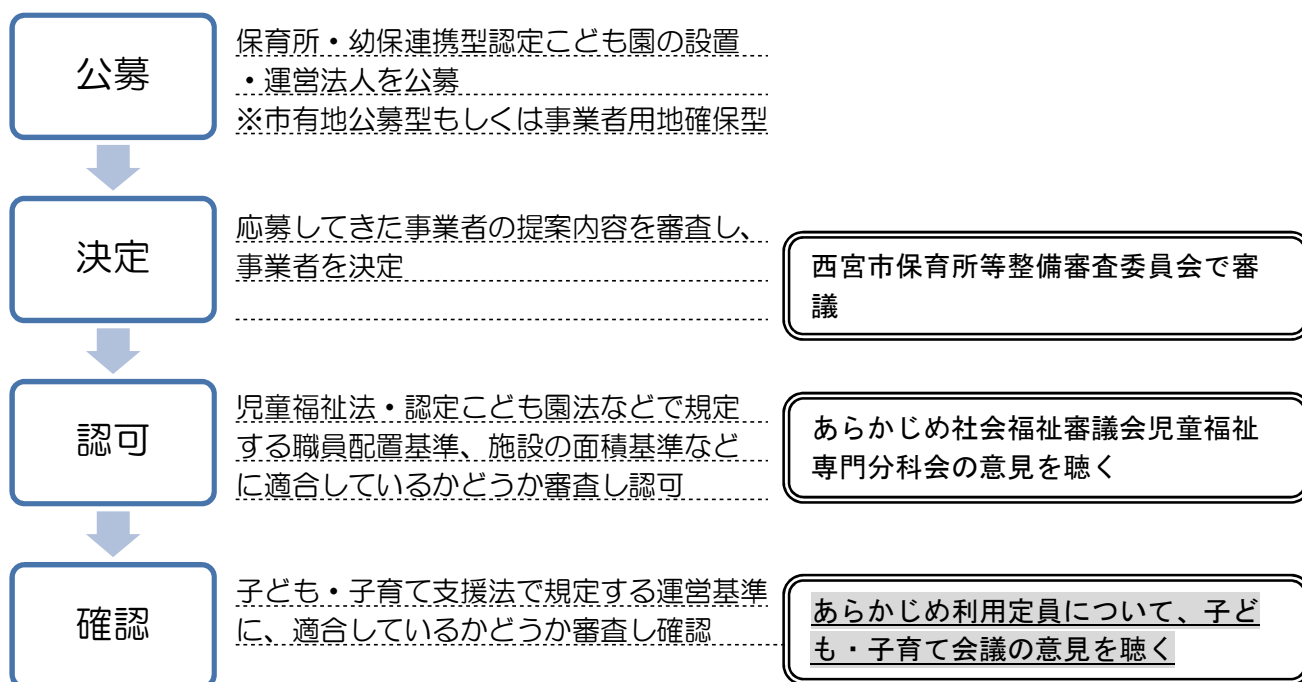 公募
保育所・幼保連携型認定こども園の設置
・運営法人を公募
※市有地公募型もしくは事業者用地確保型
決定
応募してきた事業者の提案内容を審査し、
事業者を決定
西宮市保育所等整備審査委員会で審
議
認可
児童福祉法・認定こども園法などで規定
する職員配置基準、施設の面積基準など
に適合しているかどうか審査し認可
あらかじめ社会福祉審議会児童福祉
専門分科会の意見を聴く
確認
子ども・子育て支援法で規定する運営基準
に、適合しているかどうか審査し確認
あらかじめ利用定員について、子ど
も・子育て会議の意見を聴く